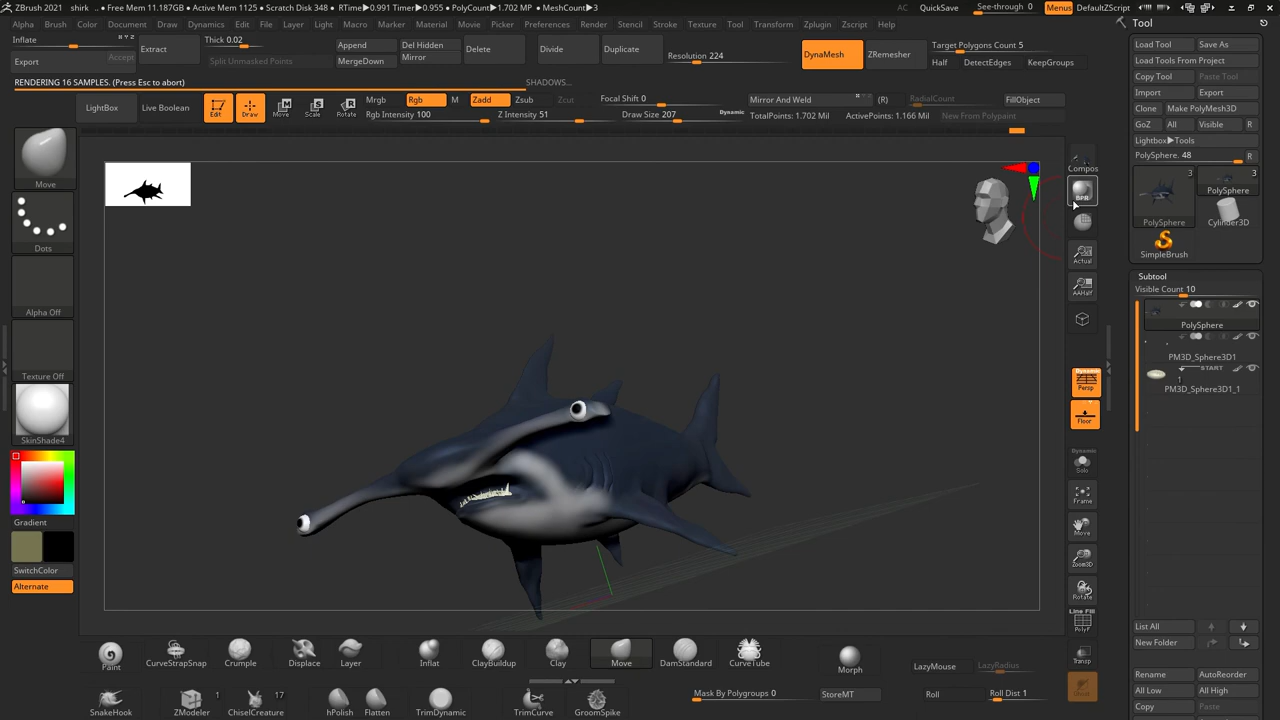 ZBrush 2021 shirk • Free Mem 11.187GB • Active Mem 1125 • Scratch Disk 348 • RTime▶0.991 Timer▶0.955 • PolyCount▶1.702 MP • MeshCount▶3
AC QuickSave See-through 0 Menus DefaultZScript
Alpha Brush Color Document Draw Dynamics Edit File Layer Light Macro Marker Material Movie Picker Preferences Render Stencil Stroke Texture Tool Transform Zplugin Zscript Help
Tool
Inflate
Export
Accept
Extract
Thick 0.02
Split Unmasked Points
Append
MergeDown
Del Hidden
Mirror
Delete
Divide
Duplicate
Resolution 224
DynaMesh
ZRemesher
Target Polygons Count 5
Half DetectEdges KeepGroups
RENDERING 16 SAMPLES. (Press Esc to abort) SHADOWS...
LightBox
Live Boolean
Edit
Draw
Move
Scale
Rotate
Mrgb Rgb M
Rgb Intensity 100
Zadd Zsub Zcut
Z Intensity 51
Focal Shift 0
Draw Size 207
Dynamic
Mirror And Weld (R)
TotalPoints: 1.702 Mil
RadialCount
ActivePoints: 1.166 Mil
FillObject
New From Polypaint
Move
Dots
Alpha Off
Texture Off
SkinShade4
Gradient
SwitchColor
Alternate
Compos
BPR
Actual
AAHalf
Dynamic
Persp
Floor
Dynamic
Solo
Frame
Move
Zoom3D
Rotate
Line Fill
PolyF
Transp
Ghost
Load Tool Save As
Load Tools From Project
Copy Tool Paste Tool
Import Export
Clone Make PolyMesh3D
GoZ All Visible R
Lightbox▶Tools
PolySphere. 48 R
3
PolySphere
3
PolySphere
Cylinder3D
SimpleBrush
Subtool
Visible Count 10
PolySphere
PM3D_Sphere3D1
START
1
PM3D_Sphere3D1_1
List All
New Folder
Rename AutoReorder
All Low All High
Copy Paste
Paint
CurveStrapSnap
Crumple
Displace
Layer
Inflat
ClayBuildup
Clay
Move
DamStandard
CurveTube
Morph
LazyMouse
LazyRadius
SnakeHook
ZModeler
1
ChiselCreature
17
hPolish
Flatten
TrimDynamic
TrimCurve
GroomSpike
Mask By Polygroups 0
StoreMT
Roll
Roll Dist 1